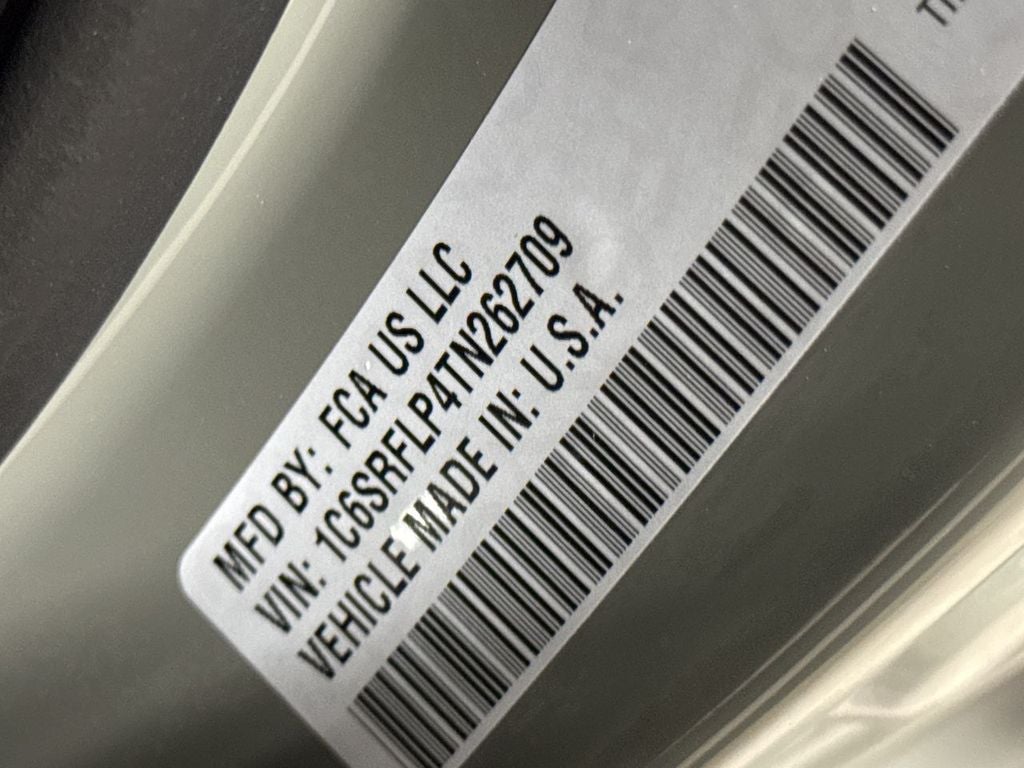 MFD BY: FCA US LLC
VIN: 1C6SRFLP4TN262709
VEHICLE MADE IN: U.S.A.